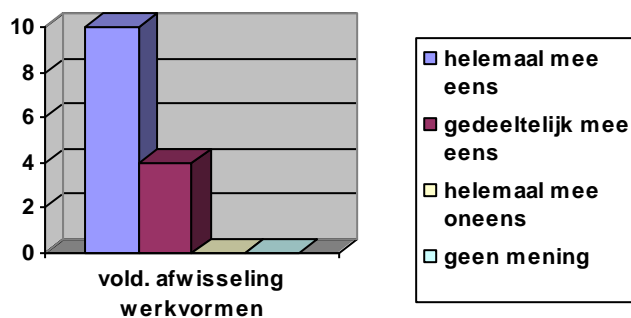 10
8
6
4
2
0
vold. afwisseling
werkvormen
helemaal mee
eens
gedeeltelijk mee
eens
helemaal mee
oneens
geen mening